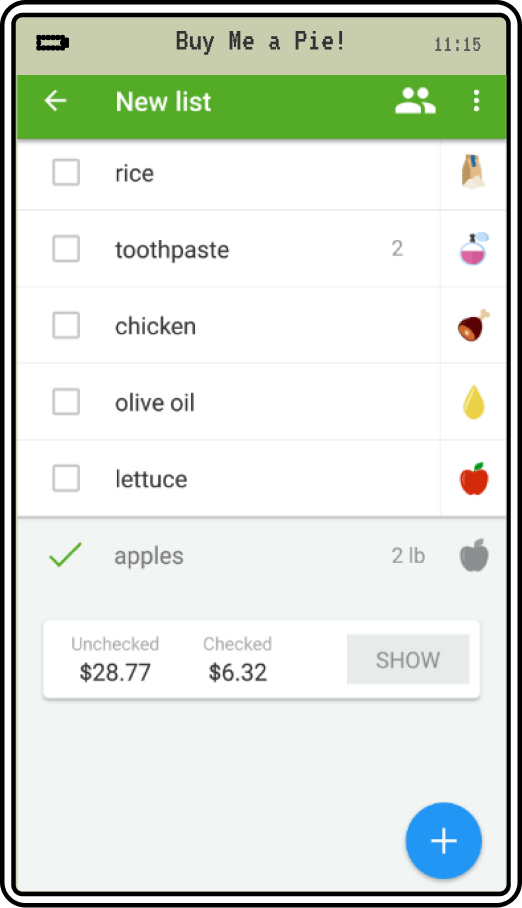 Buy Me a Pie!
11:15
New list
rice
toothpaste 2
chicken
olive oil
lettuce
apples 2 lb
Unchecked Checked
$28.77 $6.32
SHOW